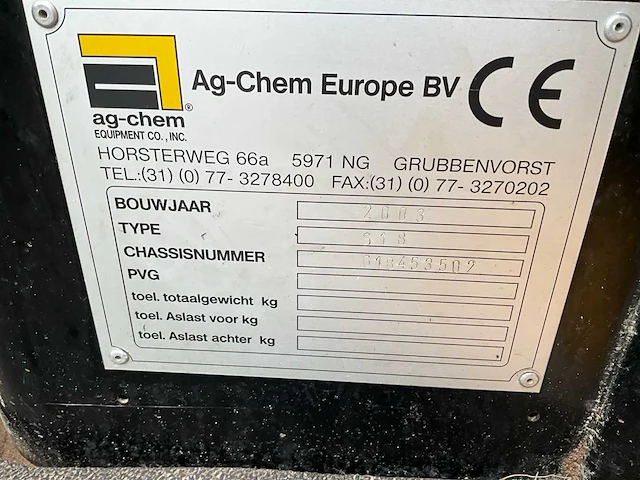 Ag-Chem Europe BV CE
ag-chem ®
EQUIPMENT CO., INC.
HORSTERWEG 66a 5971 NG GRUBBENVORST
TEL.:(31) (0) 77- 3278400 FAX:(31) (0) 77- 3270202
BOUWJAAR 2003
TYPE
CHASSISNUMMER
PVG
toel. totaalgewicht kg
toel. Aslast voor kg
toel. Aslast achter kg